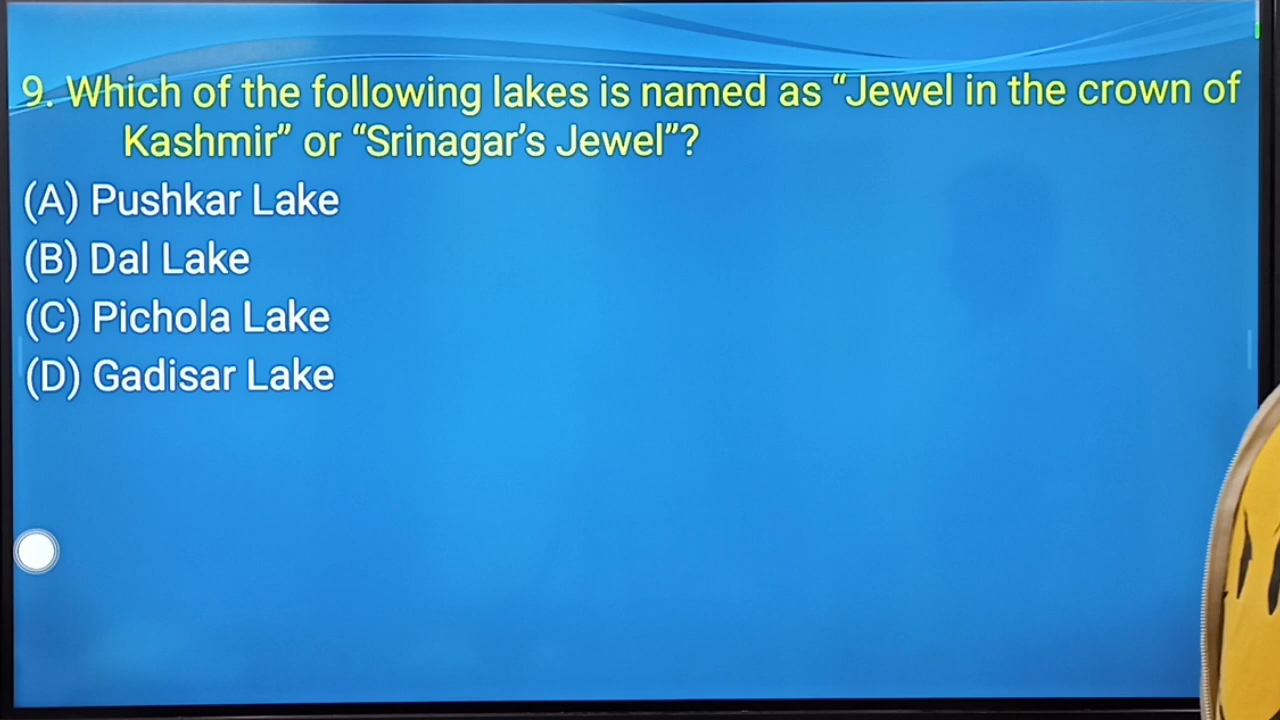 9. Which of the following lakes is named as “Jewel in the crown of
Kashmir” or “Srinagar’s Jewel”?
(A) Pushkar Lake
(B) Dal Lake
(C) Pichola Lake
(D) Gadisar Lake